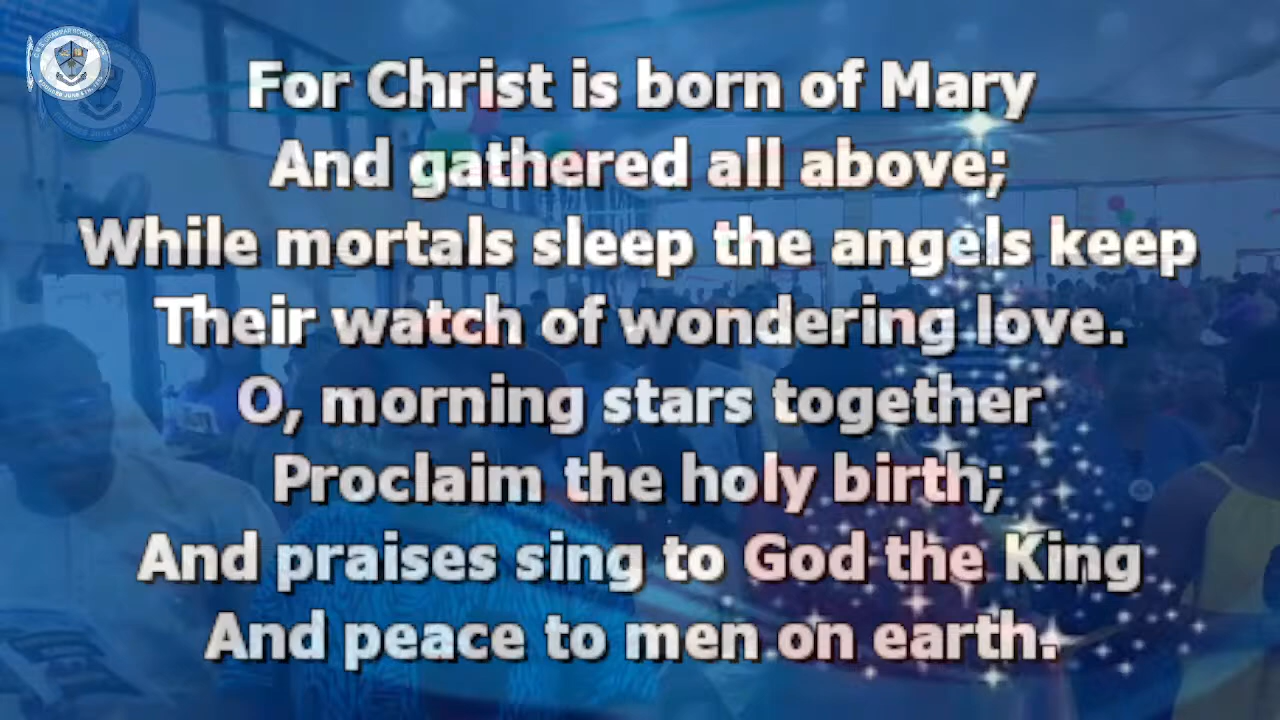 For Christ is born of Mary
And gathered all above;
While mortals sleep the angels keep
Their watch of wondering love.
O, morning stars together
Proclaim the holy birth;
And praises sing to God the King
And peace to men on earth.